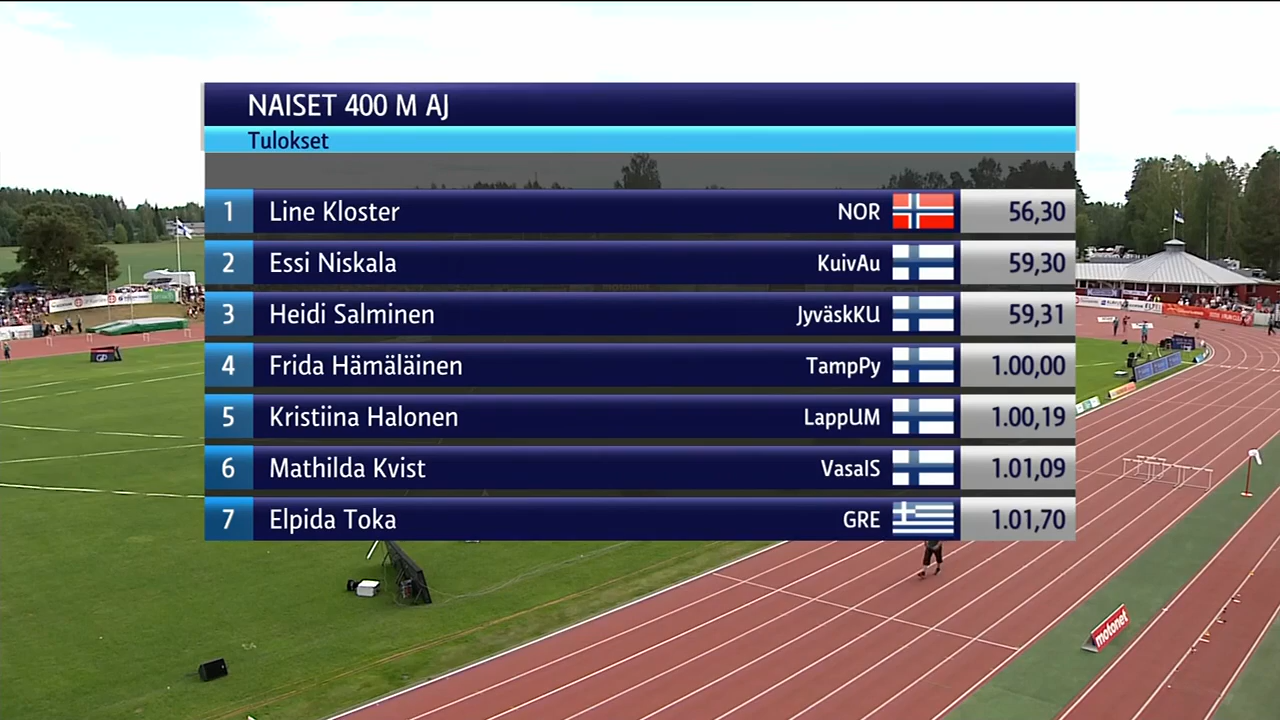 NAISET 400 M AJ
Tulokset
1 Line Kloster NOR 56,30
2 Essi Niskala KuivAu 59,30
3 Heidi Salminen JyväskKU 59,31
4 Frida Hämäläinen TampPy 1.00,00
5 Kristiina Halonen LappUM 1.00,19
6 Mathilda Kvist VasaIS 1.01,09
7 Elpida Toka GRE 1.01,70
motonet